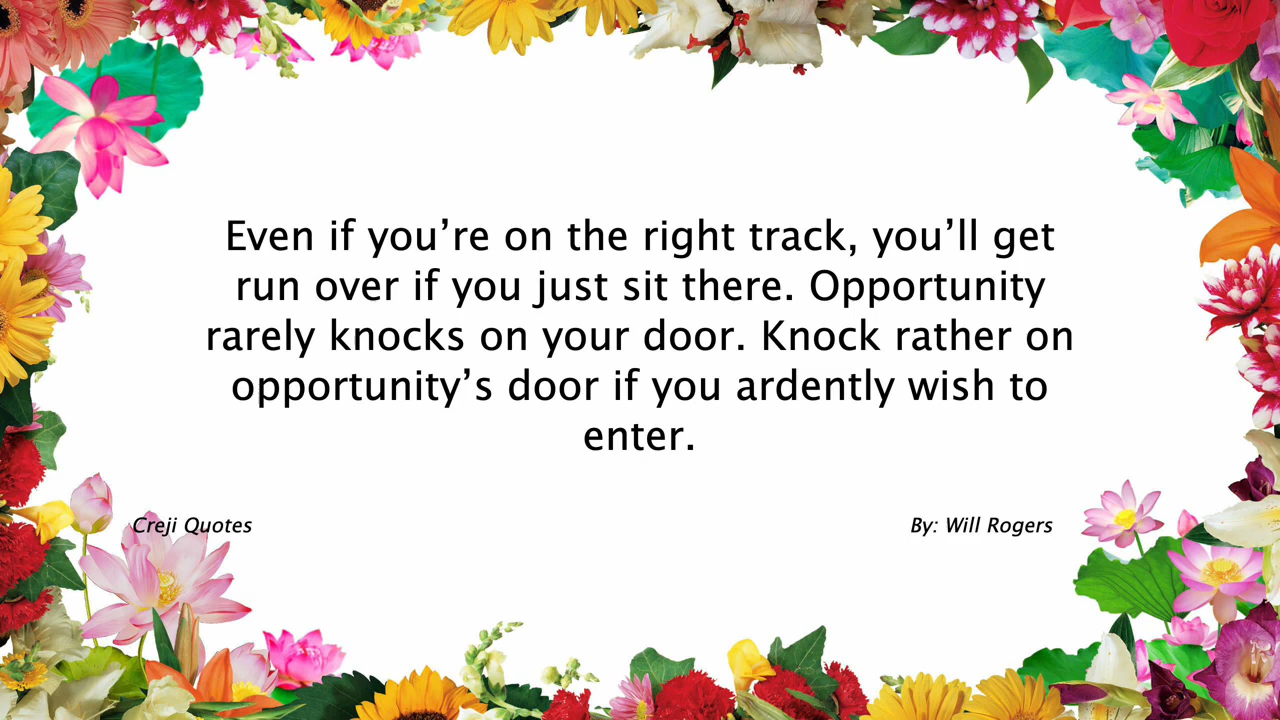 Even if you’re on the right track, you’ll get
run over if you just sit there. Opportunity
rarely knocks on your door. Knock rather on
opportunity’s door if you ardently wish to
enter.
Creji Quotes
By: Will Rogers